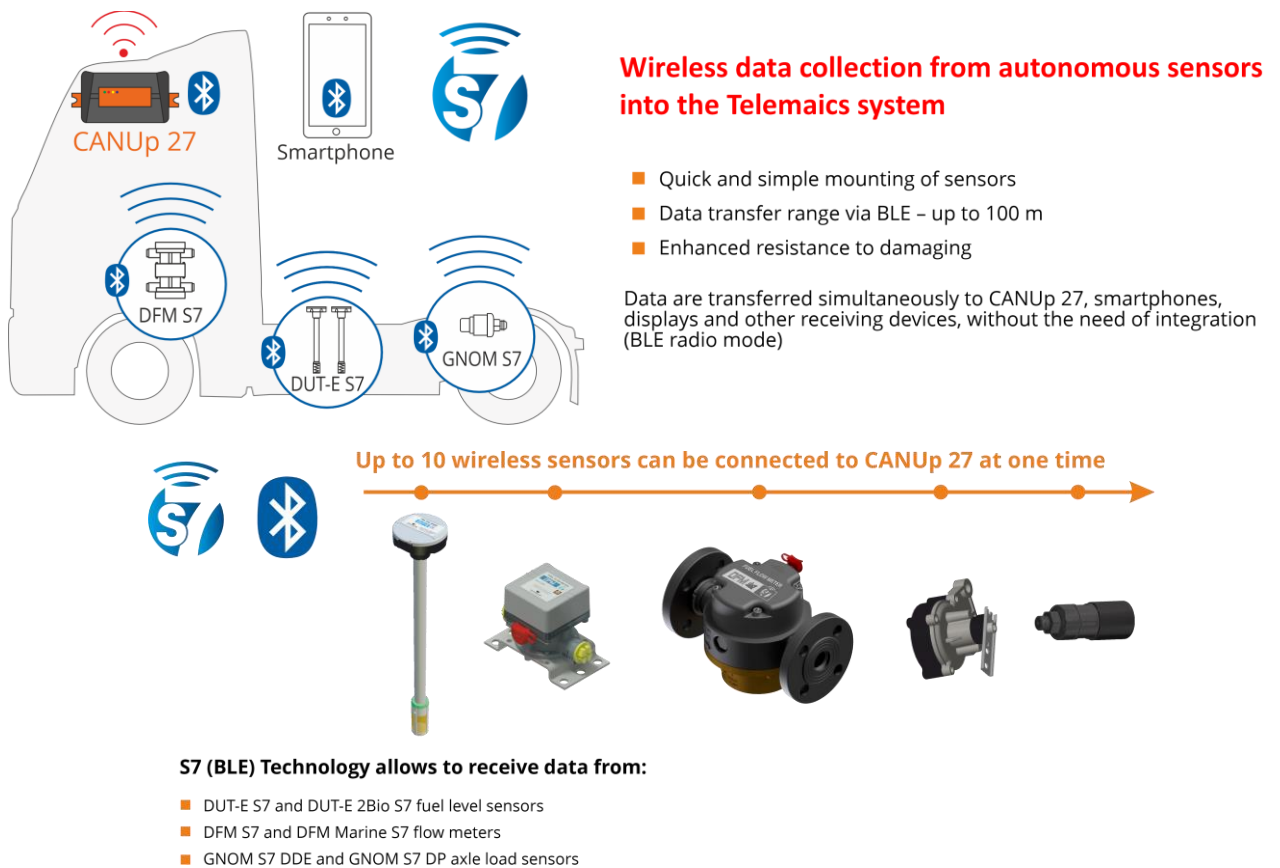 S7
Wireless data collection from autonomous sensors
into the Telemaics system
CANUp 27
Smartphone
Quick and simple mounting of sensors
Data transfer range via BLE – up to 100 m
Enhanced resistance to damaging
DFM S7
DUT-E S7
GNOM S7
Data are transferred simultaneously to CANUp 27, smartphones,
displays and other receiving devices, without the need of integration
(BLE radio mode)
Up to 10 wireless sensors can be connected to CANUp 27 at one time
S7
FUEL FLOW METER
S7 (BLE) Technology allows to receive data from:
DUT-E S7 and DUT-E 2Bio S7 fuel level sensors
DFM S7 and DFM Marine S7 flow meters
GNOM S7 DDE and GNOM S7 DP axle load sensors